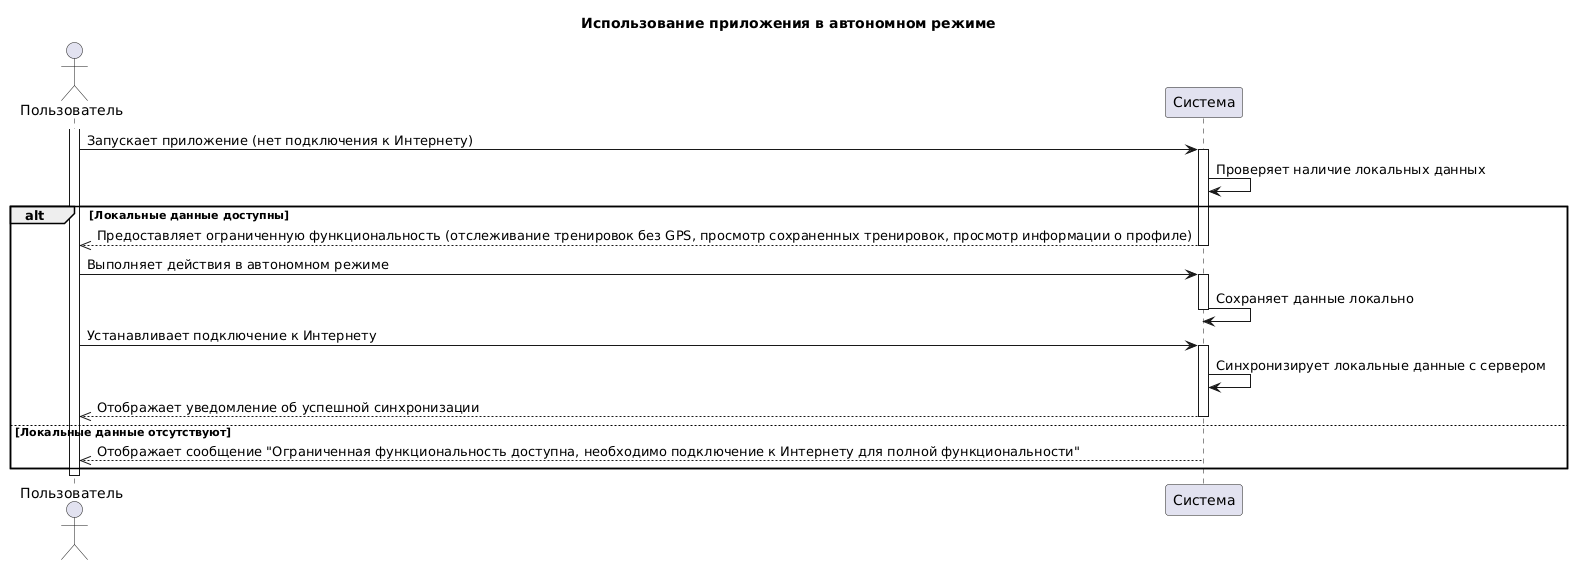 Использование приложения в автономном режиме
Пользователь
Система
Запускает приложение (нет подключения к Интернету)
Проверяет наличие локальных данных
alt
[Локальные данные доступны]
Предоставляет ограниченную функциональность (отслеживание тренировок без GPS, просмотр сохраненных тренировок, просмотр информации о профиле)
Выполняет действия в автономном режиме
Сохраняет данные локально
Устанавливает подключение к Интернету
Синхронизирует локальные данные с сервером
Отображает уведомление об успешной синхронизации
[Локальные данные отсутствуют]
Отображает сообщение "Ограниченная функциональность доступна, необходимо подключение к Интернету для полной функциональности"
Пользователь
Система